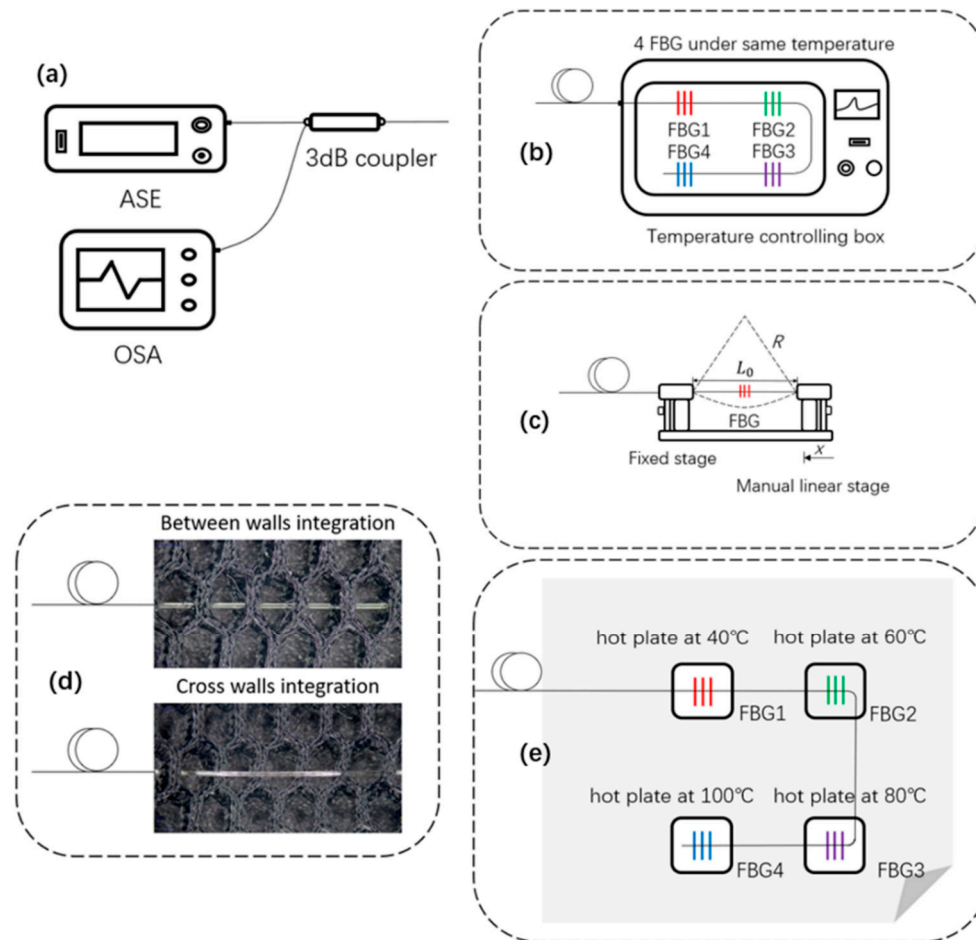 (a)
ASE
3dB coupler
OSA
4 FBG under same temperature
(b)
FBG1 FBG2
FBG4 FBG3
Temperature controlling box
R
L₀
FBG
(c)
x
Fixed stage
Manual linear stage
Between walls integration
(d)
Cross walls integration
hot plate at 40℃ hot plate at 60℃
FBG1 FBG2
(e)
hot plate at 100℃ hot plate at 80℃
FBG4 FBG3